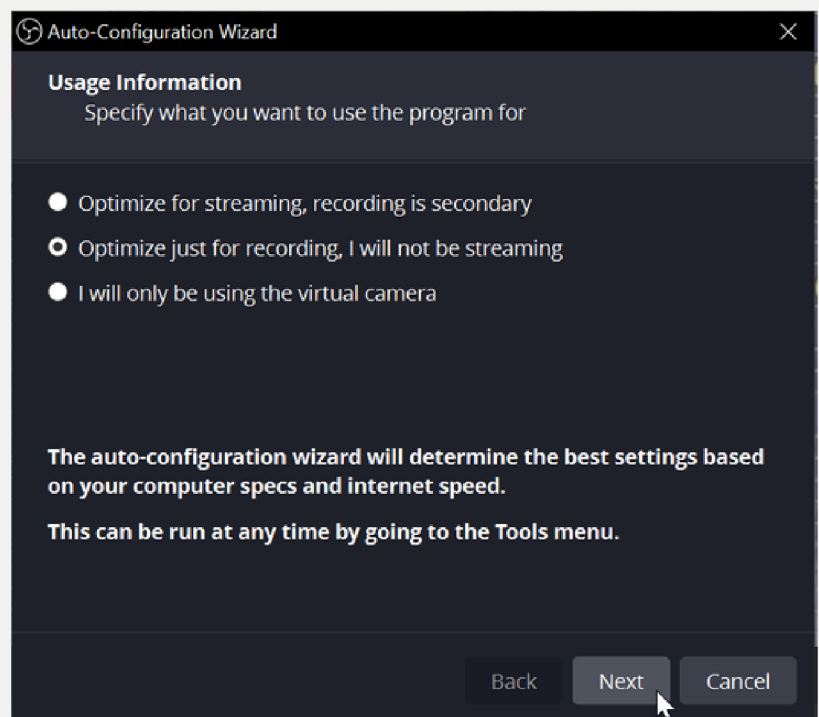 Auto-Configuration Wizard
Usage Information
Specify what you want to use the program for
Optimize for streaming, recording is secondary
Optimize just for recording, I will not be streaming
I will only be using the virtual camera
The auto-configuration wizard will determine the best settings based
on your computer specs and internet speed.
This can be run at any time by going to the Tools menu.
Back Next Cancel